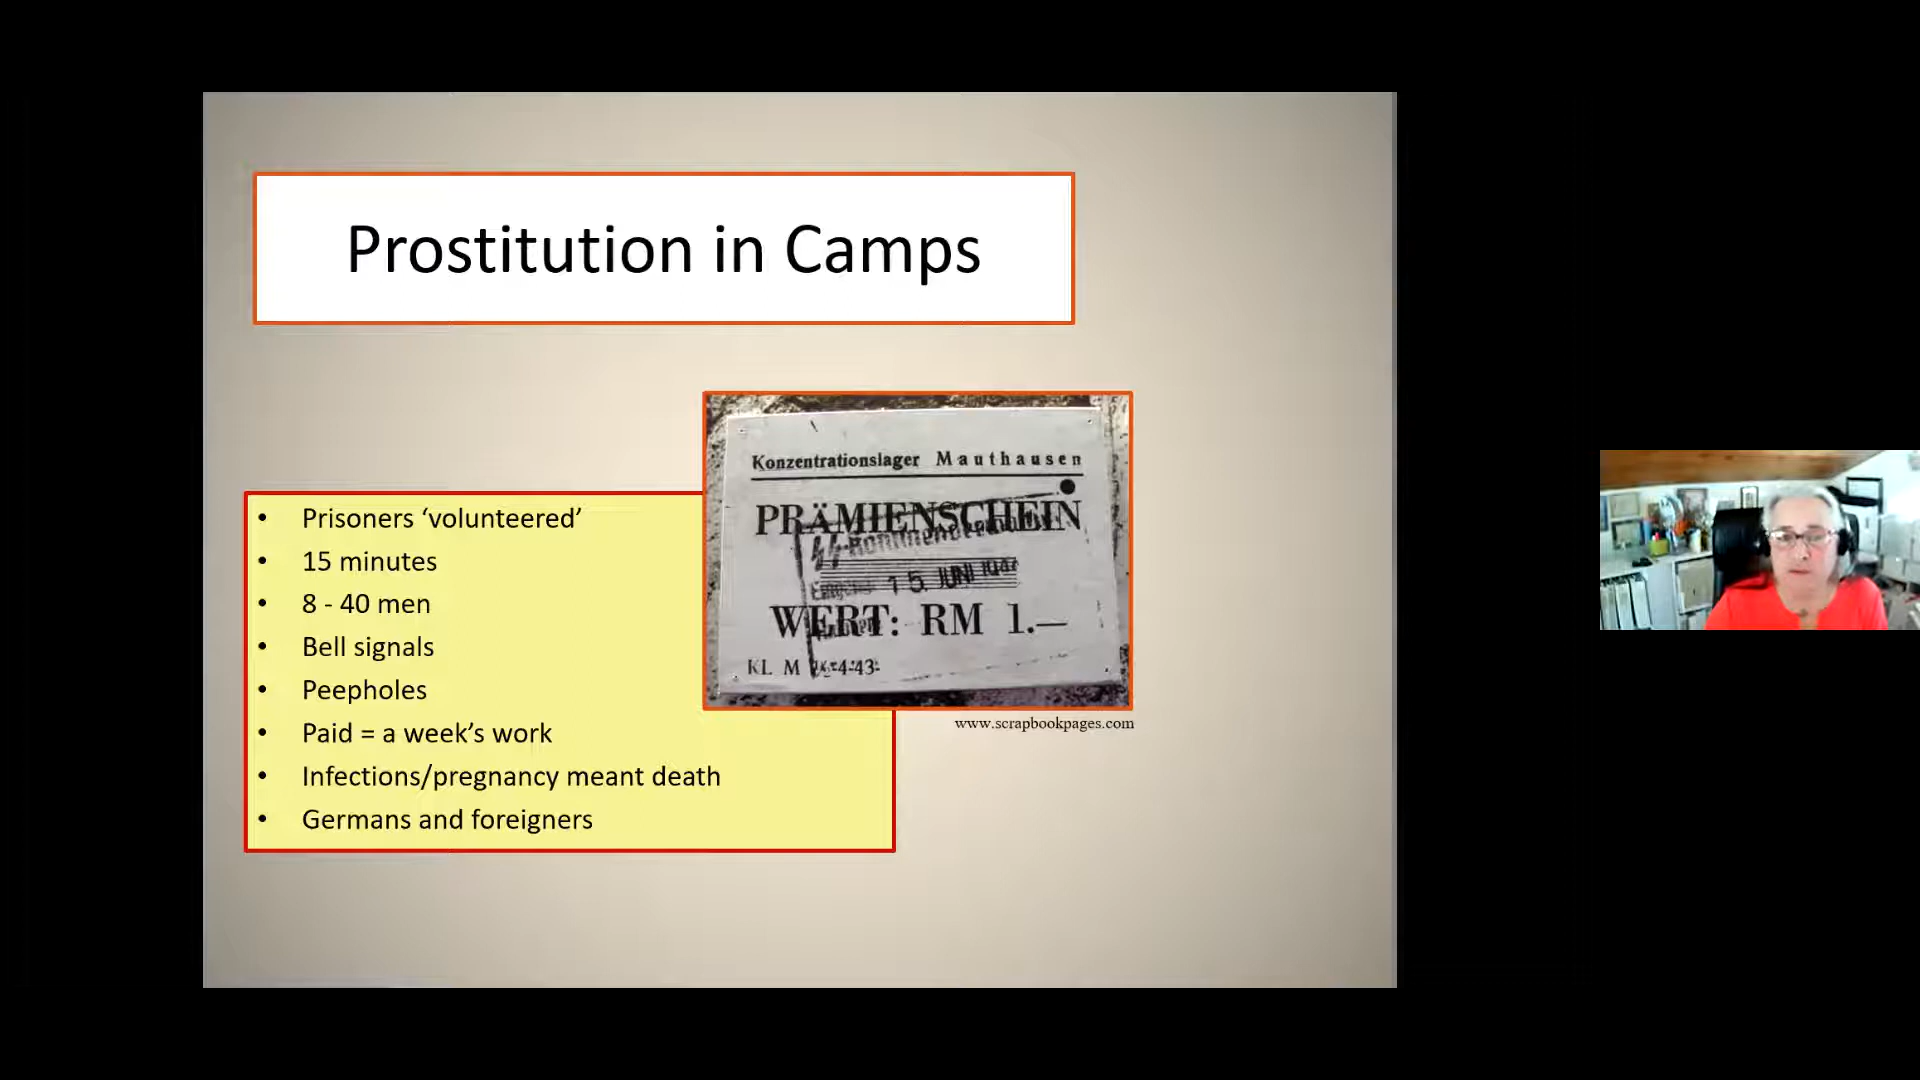 Prostitution in Camps
• Prisoners ‘volunteered’
• 15 minutes
• 8 - 40 men
• Bell signals
• Peepholes
• Paid = a week’s work
• Infections/pregnancy meant death
• Germans and foreigners
Konzentrationslager Mauthausen
PRÄMIENSCHEIN
15. JUNI
WERT: RM 1.—
KL M
www.scrapbookpages.com